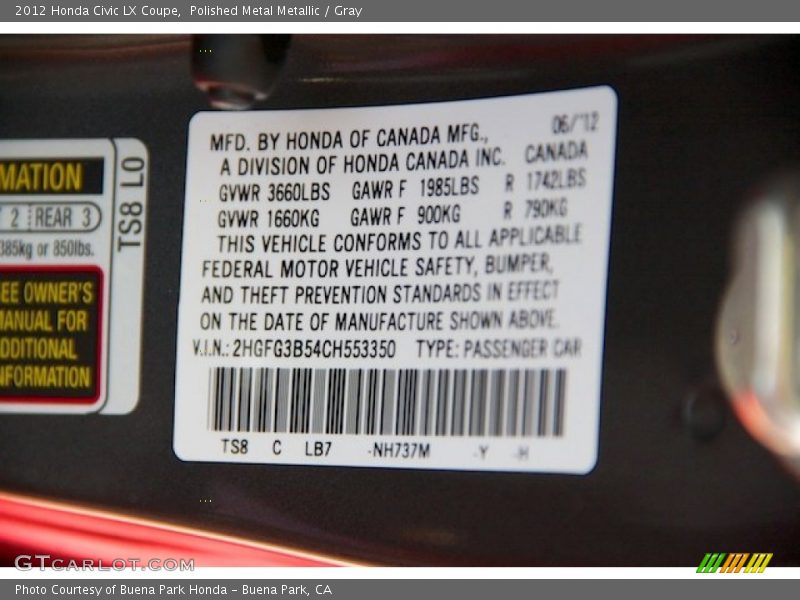 2012 Honda Civic LX Coupe, Polished Metal Metallic / Gray
MATION
2 REAR 3
385kg or 850lbs.
EE OWNER'S
MANUAL FOR
DDITIONAL
NFORMATION
TS8 L0
06/'12
MFD. BY HONDA OF CANADA MFG.,
A DIVISION OF HONDA CANADA INC. CANADA
GVWR 3660LBS GAWR F 1985LBS R 1742LBS
GVWR 1660KG GAWR F 900KG R 790KG
THIS VEHICLE CONFORMS TO ALL APPLICABLE
FEDERAL MOTOR VEHICLE SAFETY, BUMPER,
AND THEFT PREVENTION STANDARDS IN EFFECT
ON THE DATE OF MANUFACTURE SHOWN ABOVE.
V.I.N.: 2HGFG3B54CH553350 TYPE: PASSENGER CAR
TS8 C LB7 -NH737M -Y -H
GTCARLOT.COM
Photo Courtesy of Buena Park Honda - Buena Park, CA